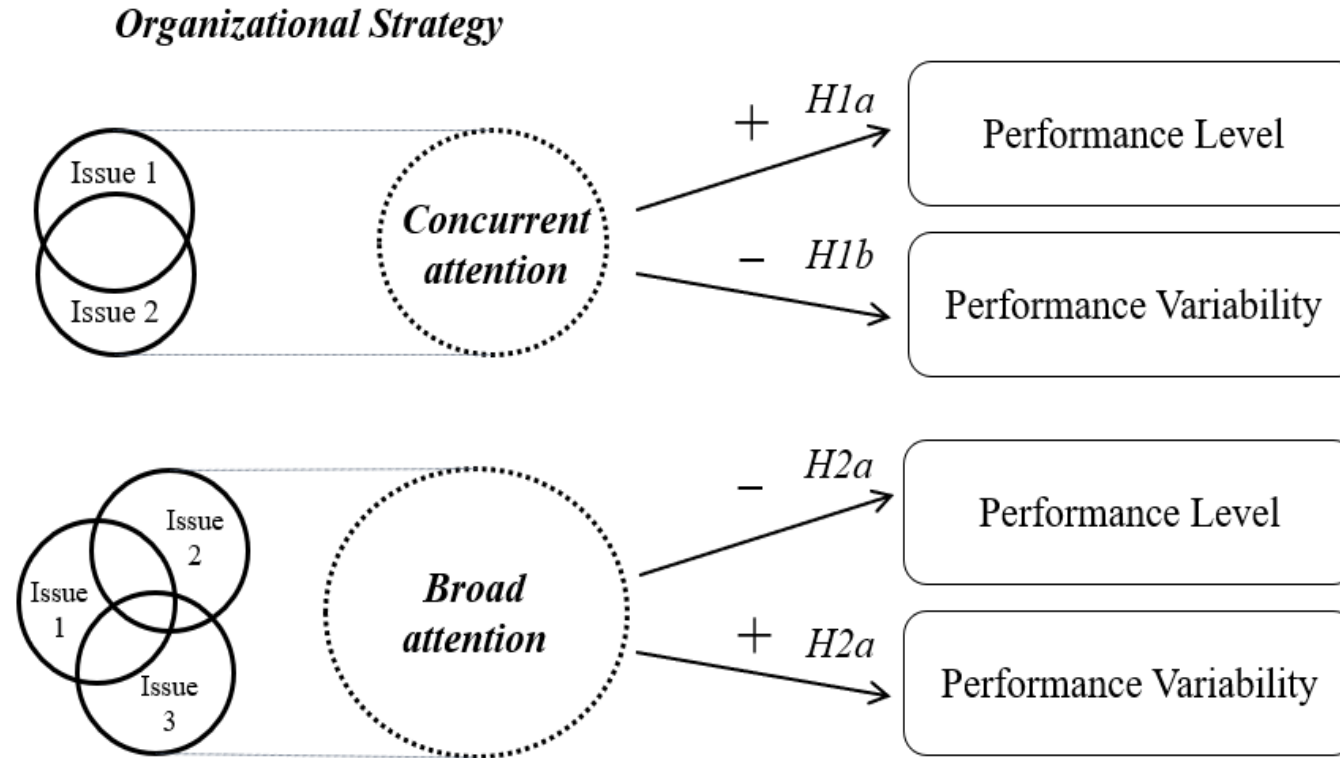 Organizational Strategy
Issue 1
Issue 2
Concurrent
attention
+ H1a
Performance Level
− H1b
Performance Variability
Issue
1
Issue
2
Issue
3
Broad
attention
− H2a
Performance Level
+ H2a
Performance Variability